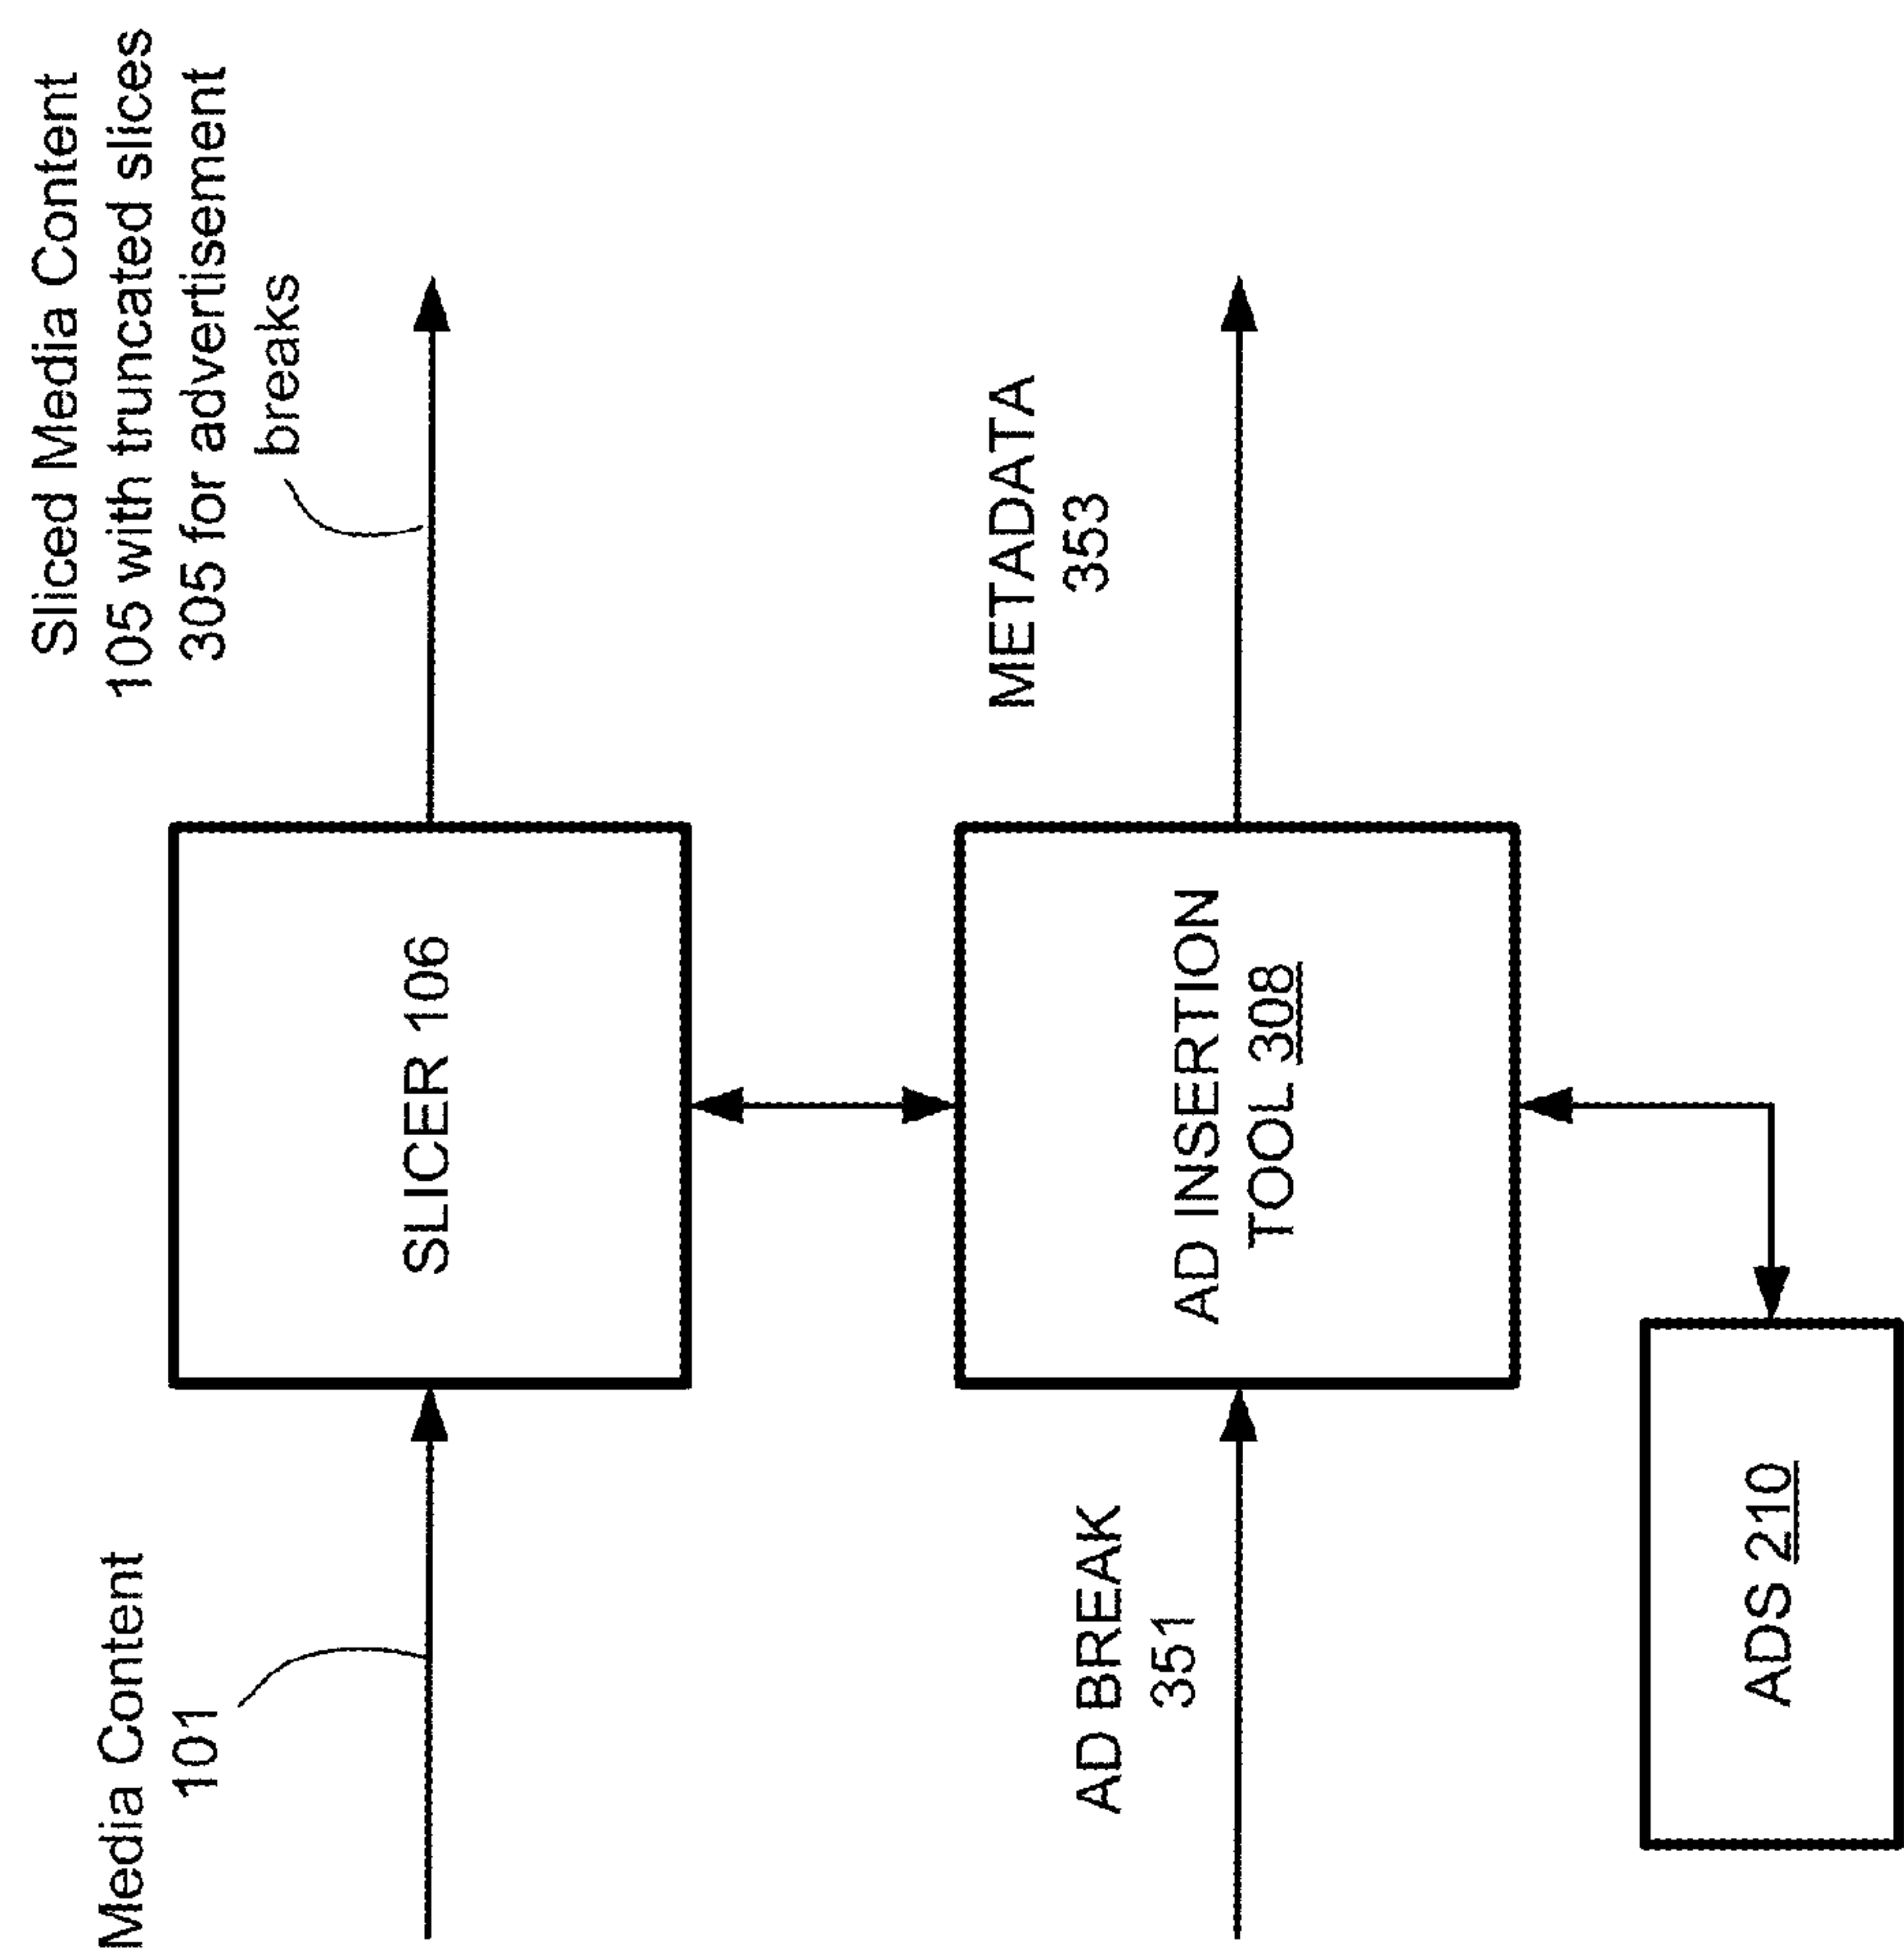 Media Content
101
SLICER 106
Sliced Media Content
105 with truncated slices
305 for advertisement
breaks
AD BREAK
351
AD INSERTION
TOOL 308
METADATA
353
ADS 210